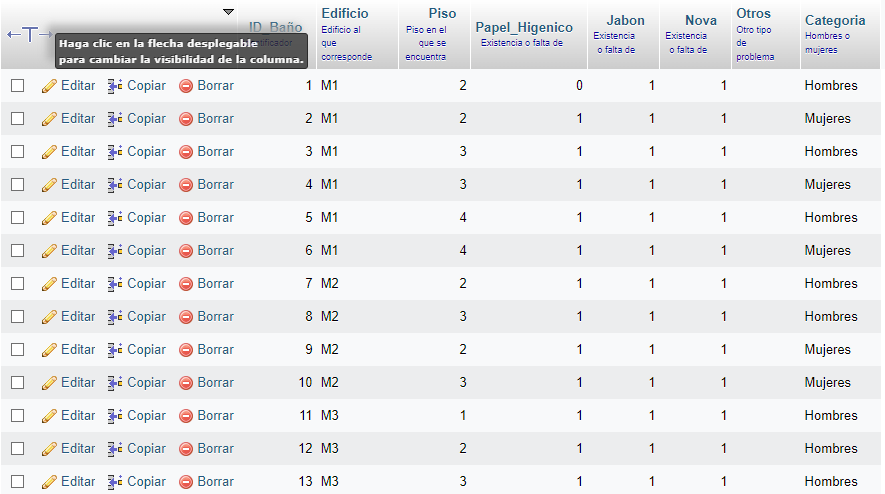 ←T→
ID_Baño Edificio Piso Papel_Higenico Jabon Nova Otros Categoria
Edificio al que corresponde Piso en el que se encuentra Existencia o falta de Existencia o falta de Existencia o falta de Otro tipo de problema Hombres o mujeres
Haga clic en la flecha desplegable
para cambiar la visibilidad de la columna.
Editar Copiar Borrar 1 M1 2 0 1 1 Hombres
Editar Copiar Borrar 2 M1 2 1 1 1 Mujeres
Editar Copiar Borrar 3 M1 3 1 1 1 Hombres
Editar Copiar Borrar 4 M1 3 1 1 1 Mujeres
Editar Copiar Borrar 5 M1 4 1 1 1 Hombres
Editar Copiar Borrar 6 M1 4 1 1 1 Mujeres
Editar Copiar Borrar 7 M2 2 1 1 1 Hombres
Editar Copiar Borrar 8 M2 3 1 1 1 Hombres
Editar Copiar Borrar 9 M2 2 1 1 1 Mujeres
Editar Copiar Borrar 10 M2 3 1 1 1 Mujeres
Editar Copiar Borrar 11 M3 1 1 1 1 Hombres
Editar Copiar Borrar 12 M3 2 1 1 1 Hombres
Editar Copiar Borrar 13 M3 3 1 1 1 Hombres